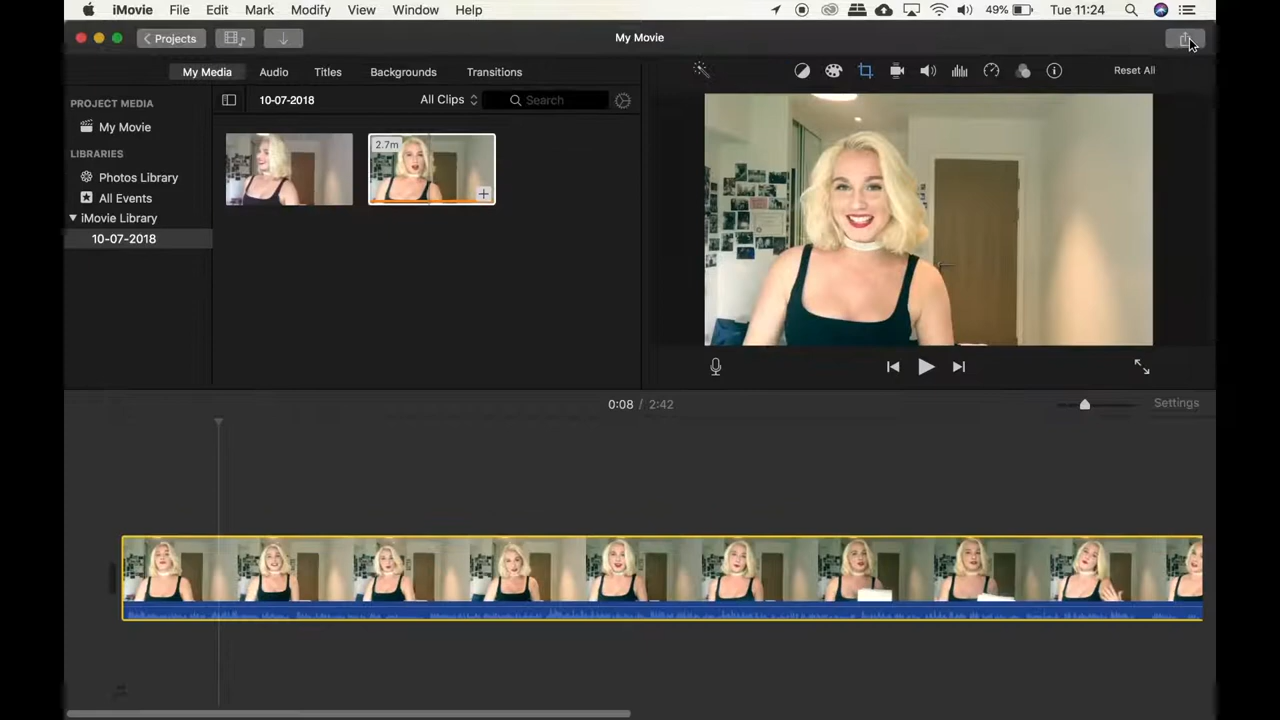 iMovie File Edit Mark Modify View Window Help 49% Tue 11:24
Projects My Movie
My Media Audio Titles Backgrounds Transitions Reset All
PROJECT MEDIA 10-07-2018 All Clips Search
My Movie
LIBRARIES
Photos Library
All Events
iMovie Library
10-07-2018
2.7m
0:08 / 2:42 Settings